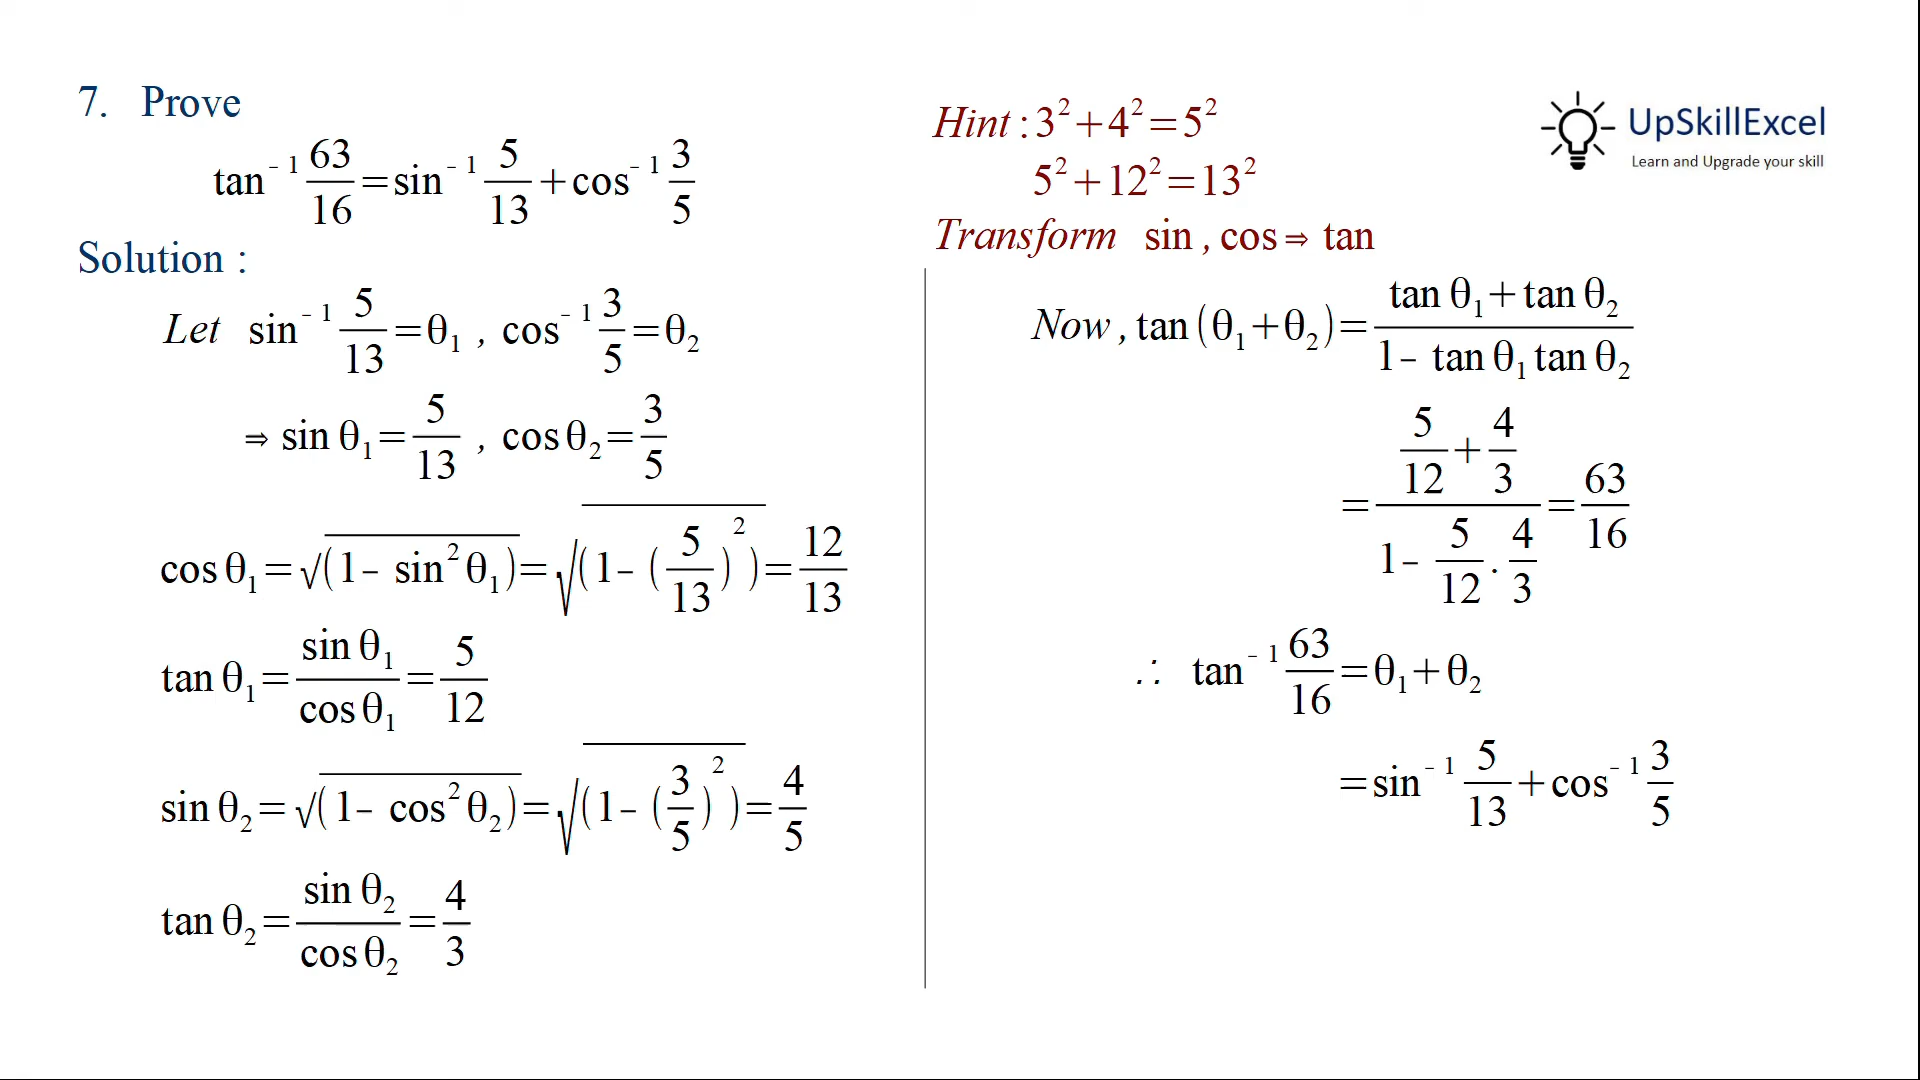 7. Prove
tan⁻¹ 63/16 = sin⁻¹ 5/13 + cos⁻¹ 3/5
Solution :
Let sin⁻¹ 5/13 = θ₁ , cos⁻¹ 3/5 = θ₂
⇒ sin θ₁ = 5/13 , cos θ₂ = 3/5
cos θ₁ = √(1 – sin² θ₁) = √(1 – (5/13)²) = 12/13
tan θ₁ = sin θ₁/cos θ₁ = 5/12
sin θ₂ = √(1 – cos² θ₂) = √(1 – (3/5)²) = 4/5
tan θ₂ = sin θ₂/cos θ₂ = 4/3
Hint : 3² + 4² = 5²
5² + 12² = 13²
Transform sin , cos ⇒ tan
Now , tan (θ₁ + θ₂) = (tan θ₁ + tan θ₂)/(1 – tan θ₁ tan θ₂)
= (5/12 + 4/3)/(1 – 5/12 . 4/3) = 63/16
∴ tan⁻¹ 63/16 = θ₁ + θ₂
= sin⁻¹ 5/13 + cos⁻¹ 3/5
UpSkillExcel
Learn and Upgrade your skill